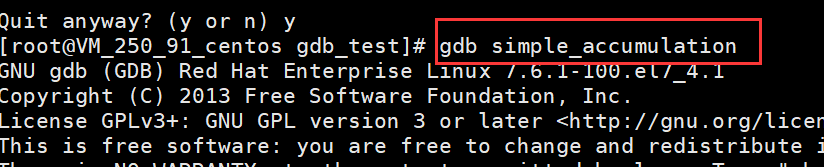 Quit anyway? (y or n) y
[root@VM_250_91_centos gdb_test]# gdb simple_accumulation
GNU gdb (GDB) Red Hat Enterprise Linux 7.6.1-100.el7_4.1
Copyright (C) 2013 Free Software Foundation, Inc.
License GPLv3+: GNU GPL version 3 or later <http://gnu.org/licen
This is free software: you are free to change and redistribute i